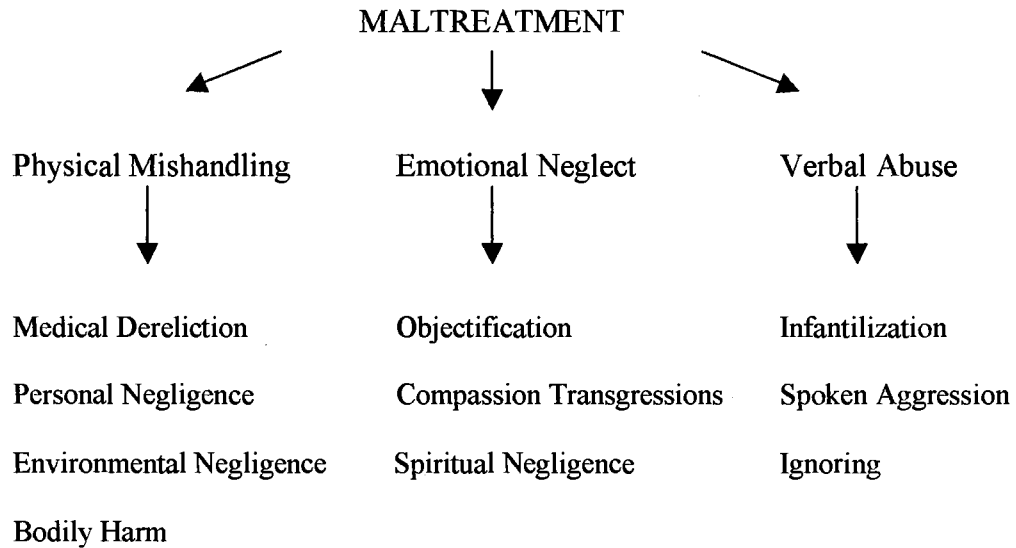 MALTREATMENT
Physical Mishandling Emotional Neglect Verbal Abuse
Medical Dereliction Objectification Infantilization
Personal Negligence Compassion Transgressions Spoken Aggression
Environmental Negligence Spiritual Negligence Ignoring
Bodily Harm